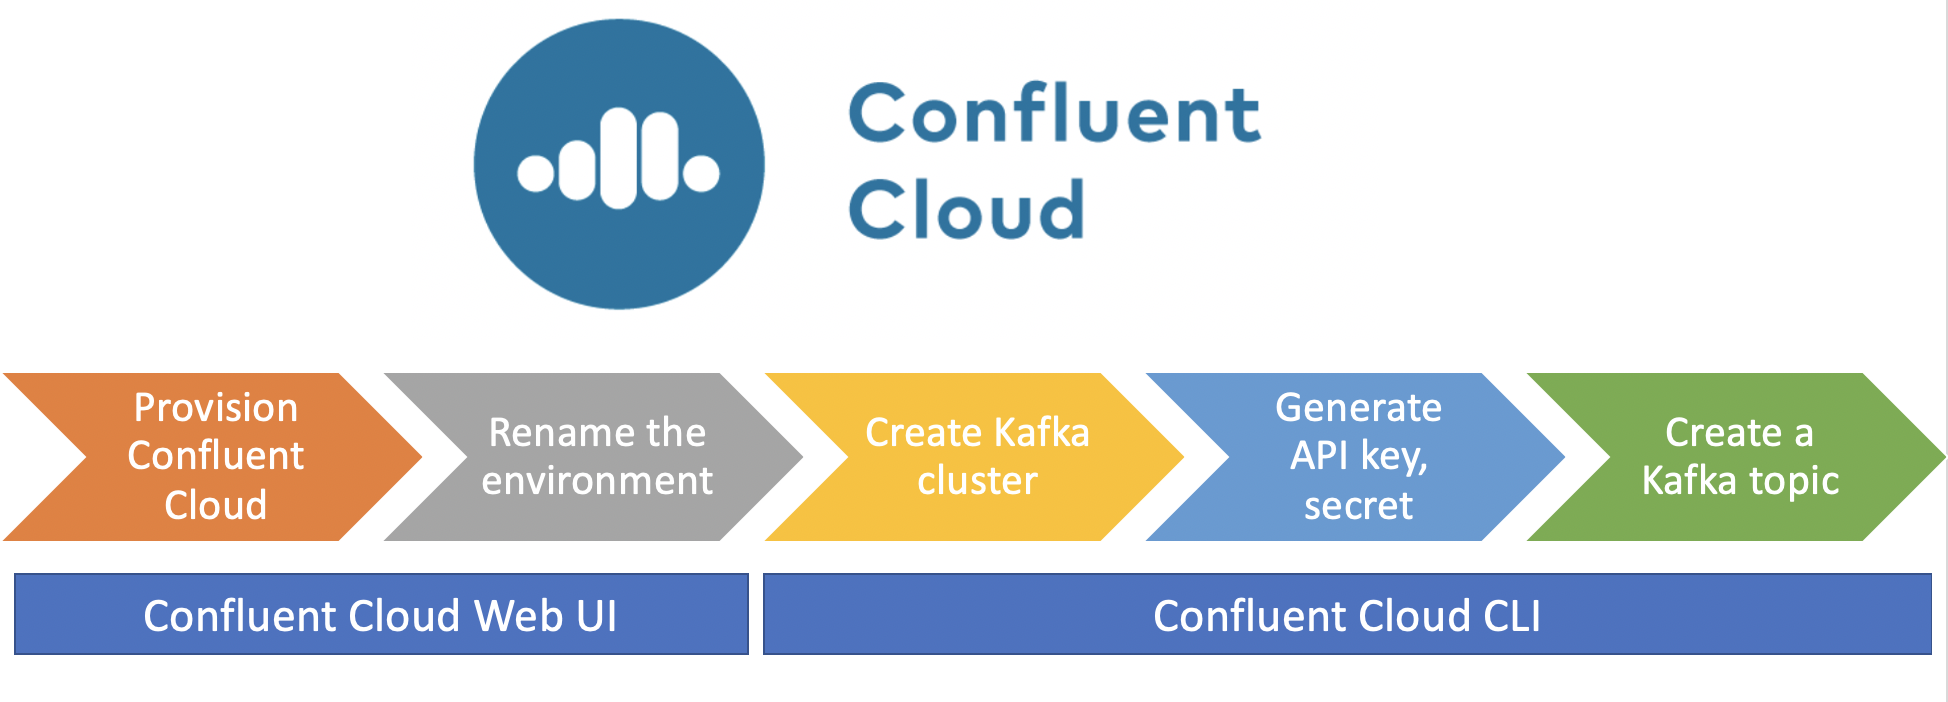 Confluent
Cloud
Provision
Confluent
Cloud
Rename the
environment
Create Kafka
cluster
Generate
API key,
secret
Create a
Kafka topic
Confluent Cloud Web UI
Confluent Cloud CLI